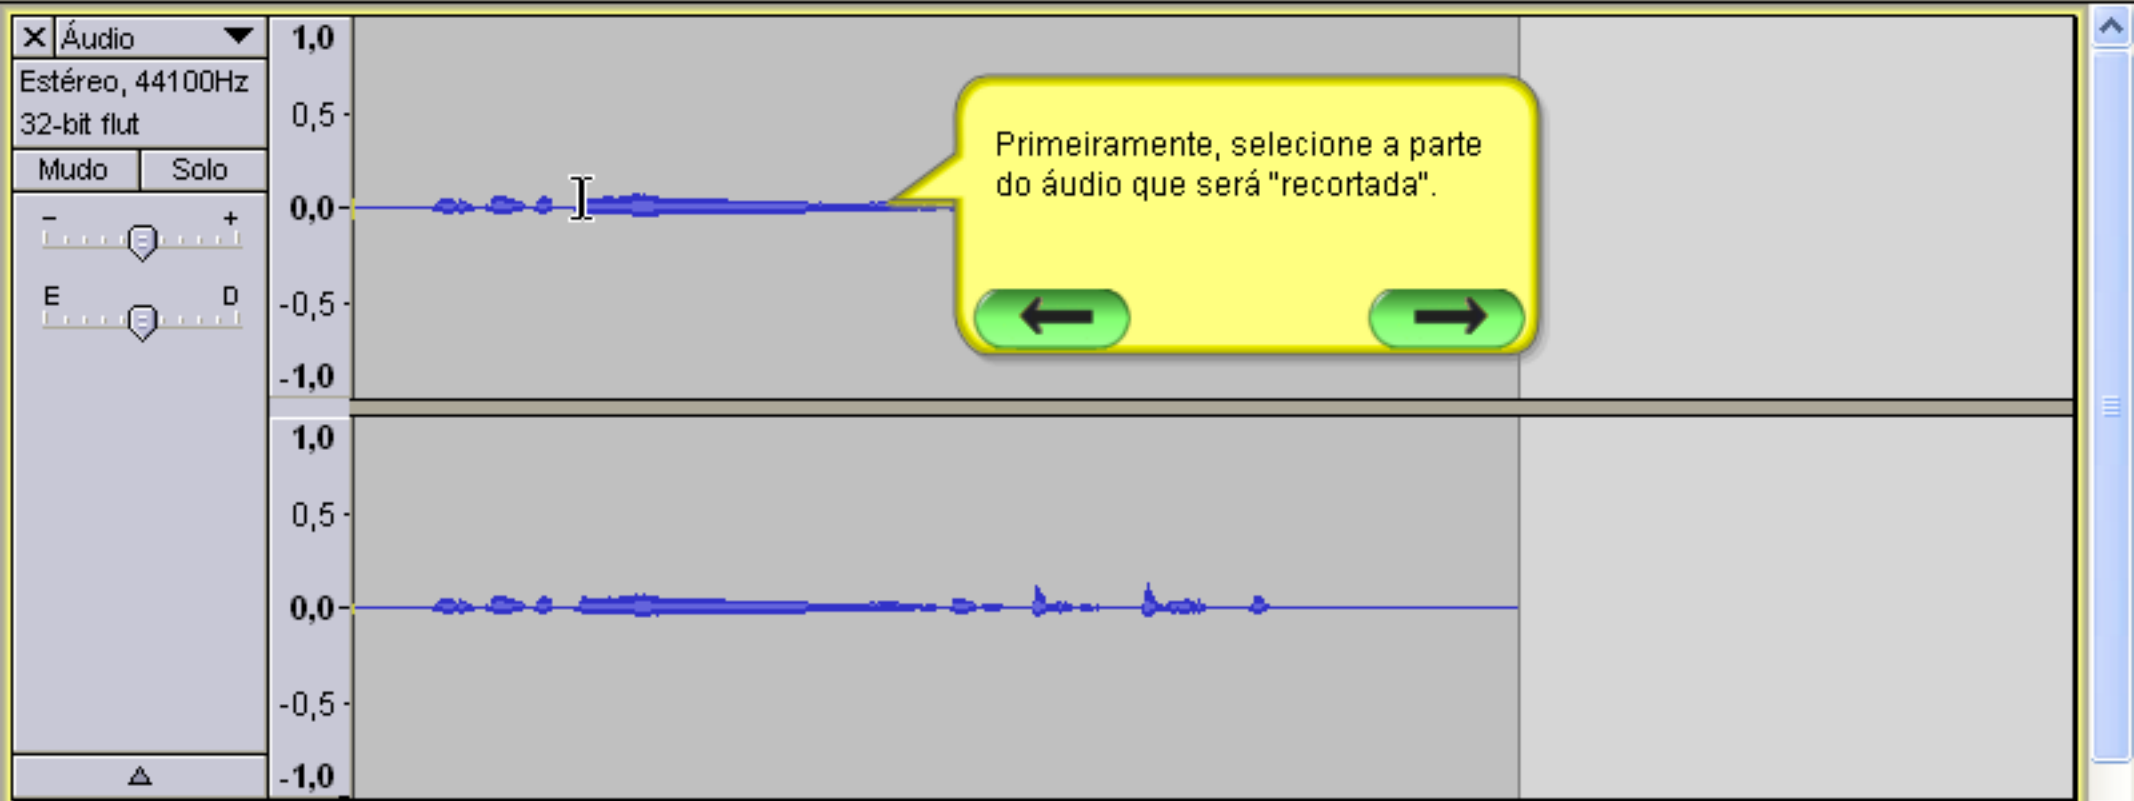 Áudio
Estéreo, 44100Hz
32-bit flut
Mudo Solo
- +
E D
1,0
0,5
0,0
-0,5
-1,0
1,0
0,5
0,0
-0,5
-1,0
Primeiramente, selecione a parte
do áudio que será "recortada".